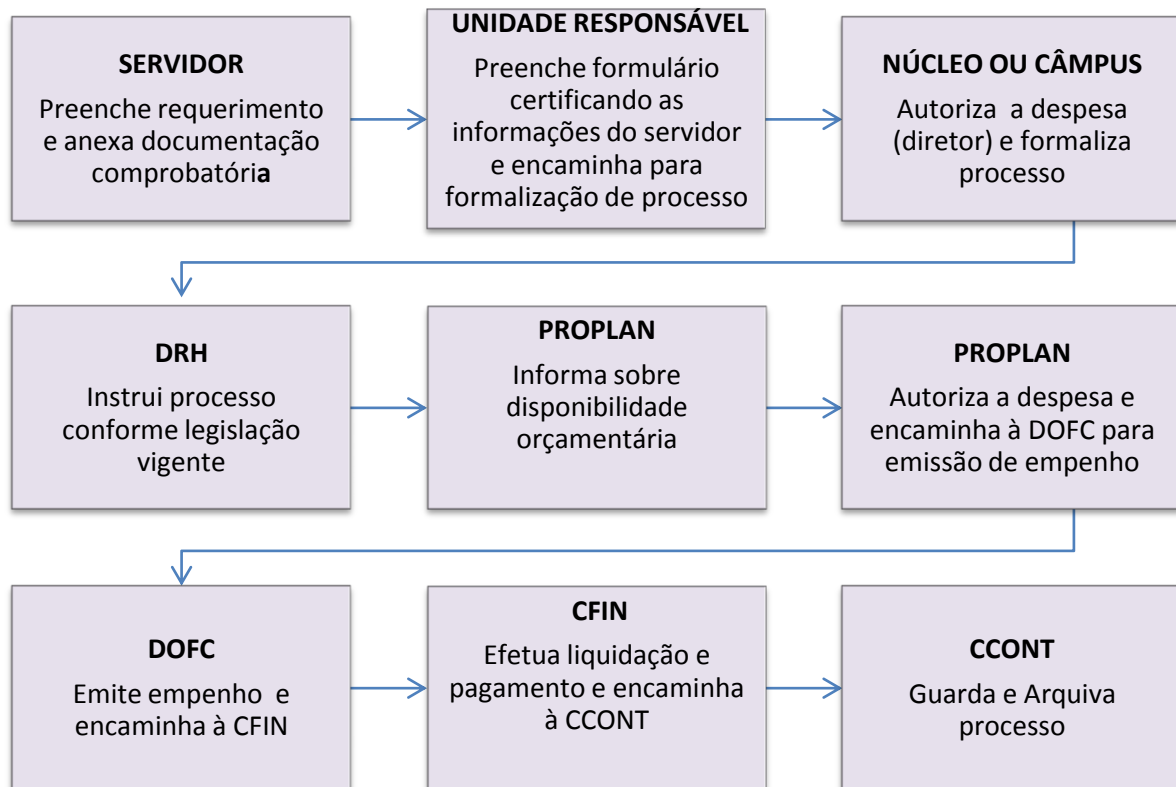 SERVIDOR
Preenche requerimento
e anexa documentação
comprobatória
UNIDADE RESPONSÁVEL
Preenche formulário
certificando as
informações do servidor
e encaminha para
formalização de processo
NÚCLEO OU CÂMPUS
Autoriza a despesa
(diretor) e formaliza
processo
DRH
Instrui processo
conforme legislação
vigente
PROPLAN
Informa sobre
disponibilidade
orçamentária
PROPLAN
Autoriza a despesa e
encaminha à DOFC para
emissão de empenho
DOFC
Emite empenho e
encaminha à CFIN
CFIN
Efetua liquidação e
pagamento e encaminha
à CCONT
CCONT
Guarda e Arquiva
processo